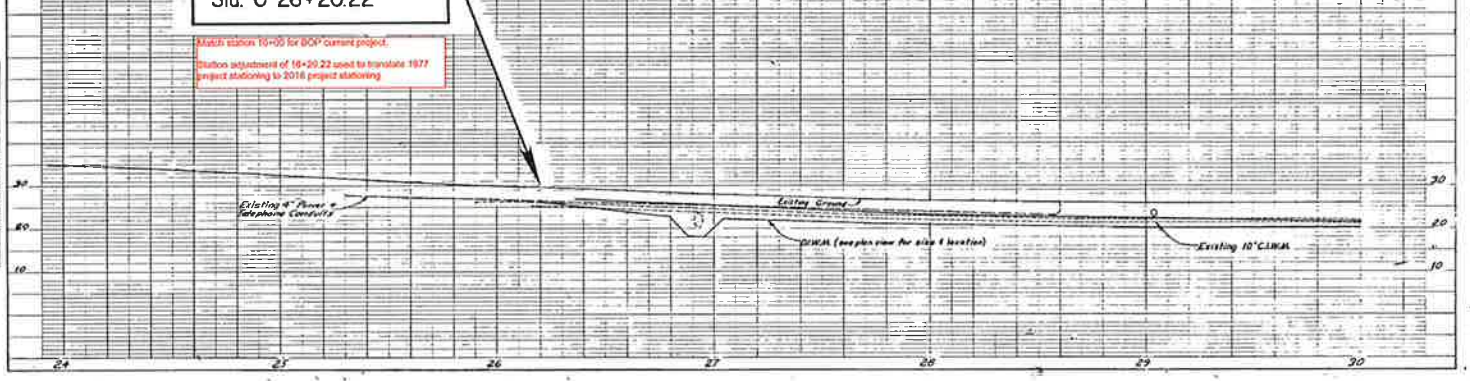 Sta. "O" 26+20.22
Match station 10+00 for BOP current project.
Station adjustment of 16+20.22 used to translate 1977
project stationing to 2016 project stationing
30
30
Existing 4" Power &
Telephone Conduits
Existing Ground
20
20
D.I.W.M. (see plan view for size & location)
Existing 10" C.I.W.M.
10
10
24 25 26 27 28 29 30